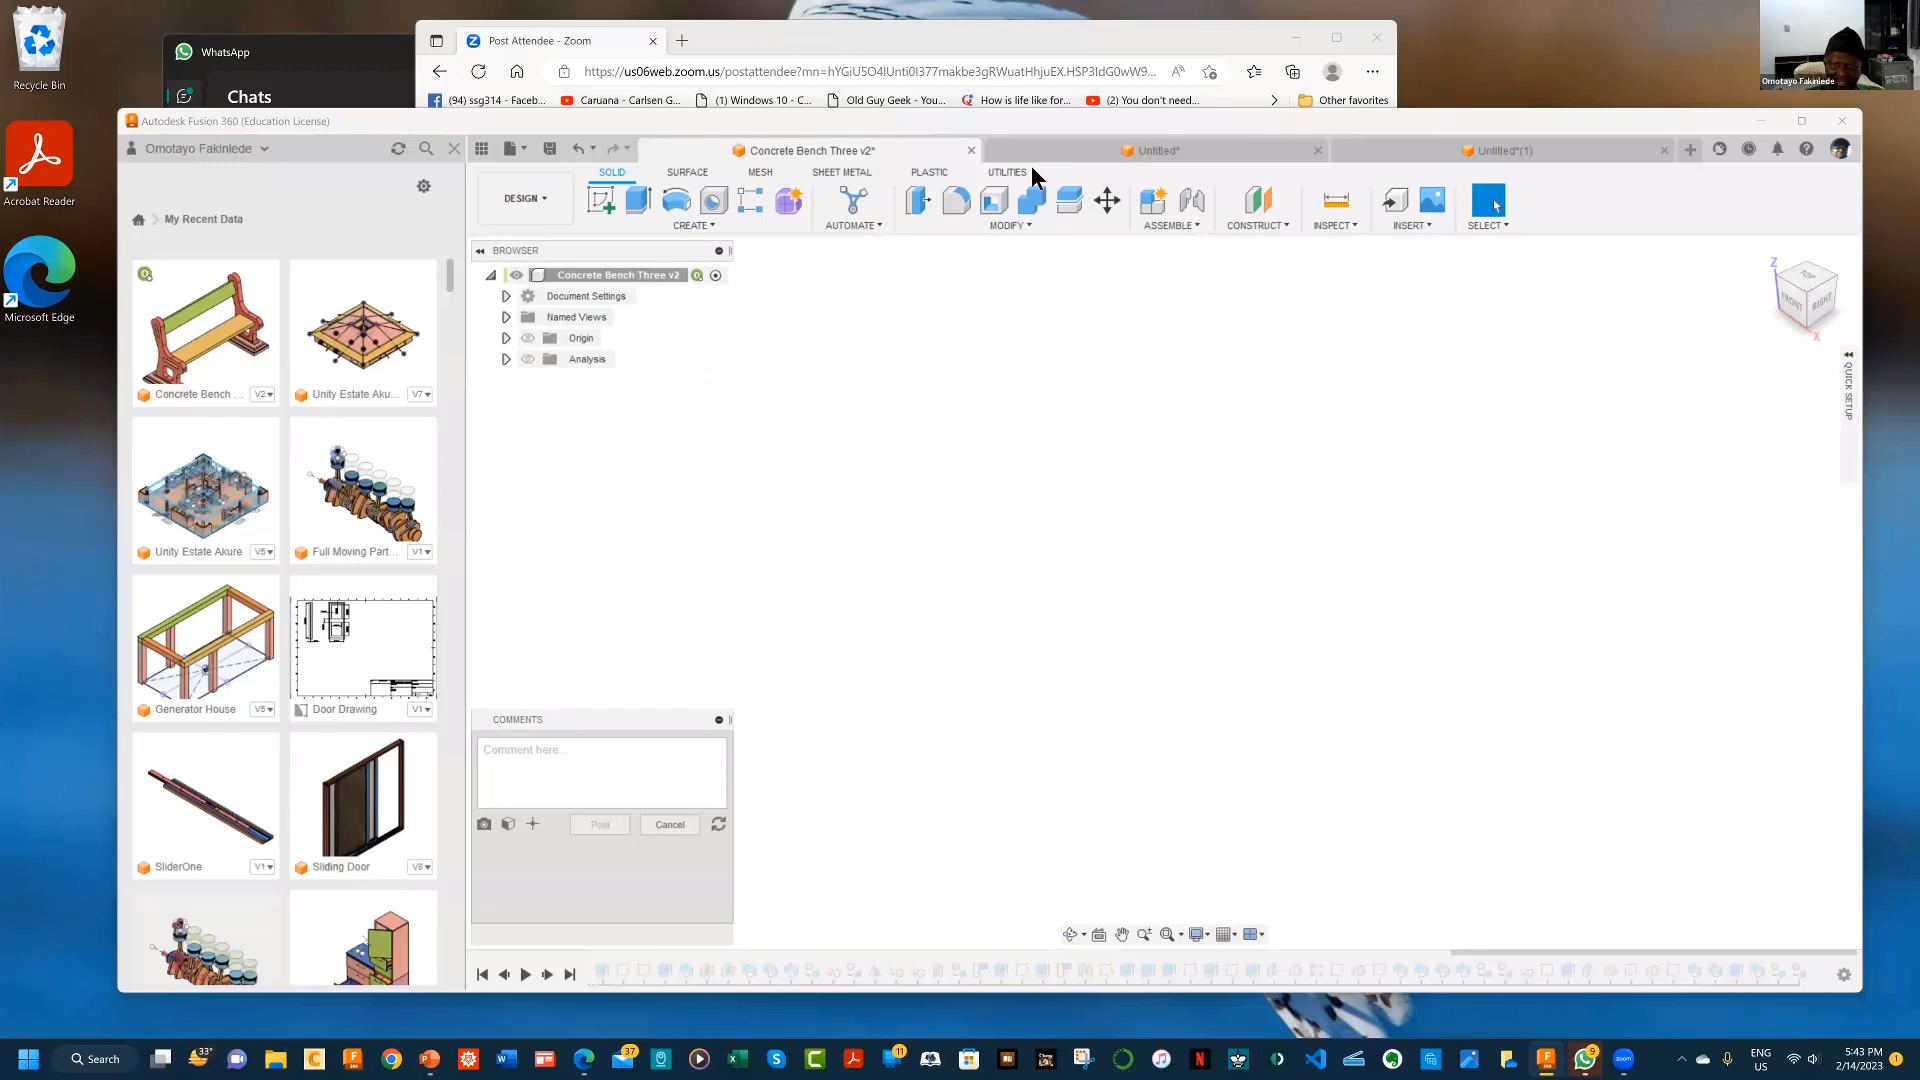 Recycle Bin
Acrobat Reader
Microsoft Edge
WhatsApp
Chats
Post Attendee - Zoom
https://us06web.zoom.us/postattendee?mn=hYGiU5O4lUnti0I377makbe3gRWuatHhjuEX.HSP3IdG0wW9...
(94) ssg314 - Faceb...
Caruana - Carlsen G...
(1) Windows 10 - C...
Old Guy Geek - You...
How is life like for...
(2) You don't need...
Other favorites
Omotayo Fakinlede
Autodesk Fusion 360 (Education License)
Omotayo Fakinlede
Concrete Bench Three v2*
Untitled*
Untitled*(1)
SOLID
SURFACE
MESH
SHEET METAL
PLASTIC
UTILITIES
DESIGN
CREATE
AUTOMATE
MODIFY
ASSEMBLE
CONSTRUCT
INSPECT
INSERT
SELECT
My Recent Data
Concrete Bench ...
V2
Unity Estate Aku...
V7
Unity Estate Akure
V5
Full Moving Part...
V1
Generator House
V5
Door Drawing
V1
SliderOne
V1
Sliding Door
V8
BROWSER
Concrete Bench Three v2
Document Settings
Named Views
Origin
Analysis
Z
TOP
FRONT
RIGHT
X
QUICK SETUP
COMMENTS
Comment here...
Post
Cancel
Search
33°
37
11
9
ENG
US
5:43 PM
2/14/2023
1